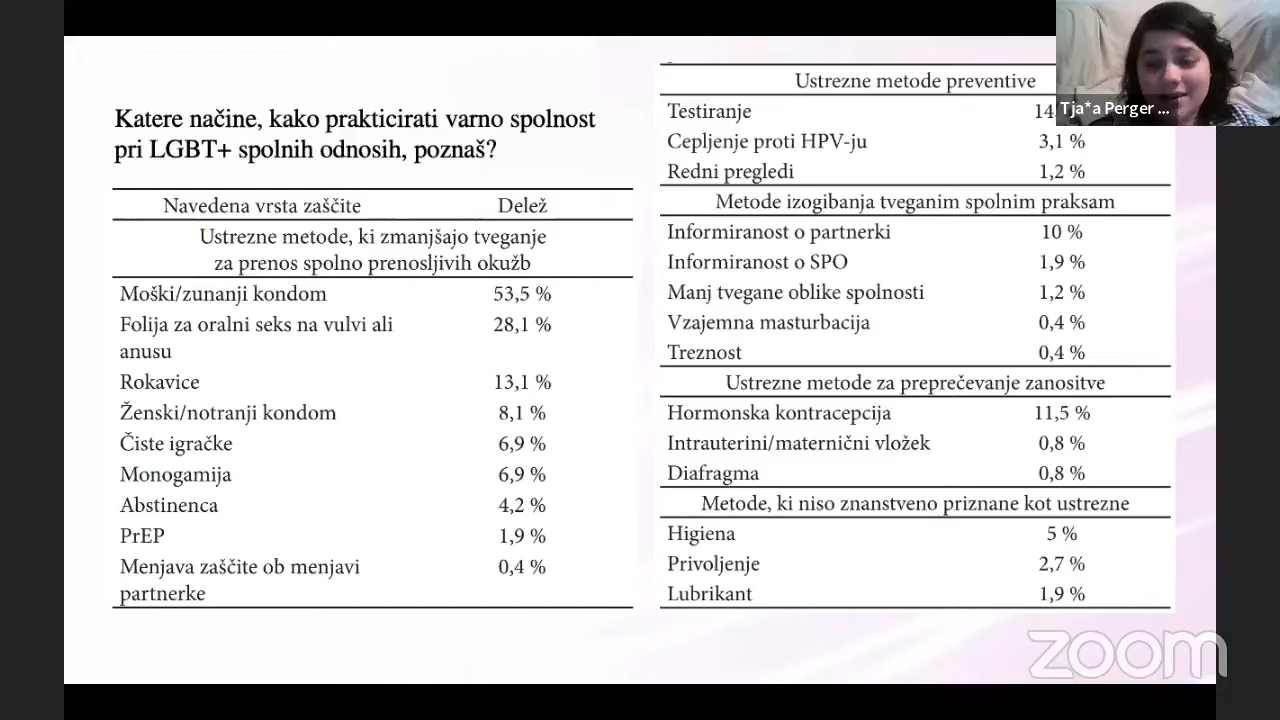 Katere načine, kako prakticirati varno spolnost
pri LGBT+ spolnih odnosih, poznaš?
Navedena vrsta zaščite Delež
Ustrezne metode, ki zmanjšajo tveganje
za prenos spolno prenosljivih okužb
Moški/zunanji kondom 53,5 %
Folija za oralni seks na vulvi ali 28,1 %
anusu
Rokavice 13,1 %
Ženski/notranji kondom 8,1 %
Čiste igračke 6,9 %
Monogamija 6,9 %
Abstinenca 4,2 %
PrEP 1,9 %
Menjava zaščite ob menjavi 0,4 %
partnerke
Ustrezne metode preventive
Testiranje
Cepljenje proti HPV-ju 3,1 %
Redni pregledi 1,2 %
Metode izogibanja tveganim spolnim praksam
Informiranost o partnerki 10 %
Informiranost o SPO 1,9 %
Manj tvegane oblike spolnosti 1,2 %
Vzajemna masturbacija 0,4 %
Treznost 0,4 %
Ustrezne metode za preprečevanje zanositve
Hormonska kontracepcija 11,5 %
Intrauterini/maternični vložek 0,8 %
Diafragma 0,8 %
Metode, ki niso znanstveno priznane kot ustrezne
Higiena 5 %
Privoljenje 2,7 %
Lubrikant 1,9 %
Tja*a Perger ...
zoom